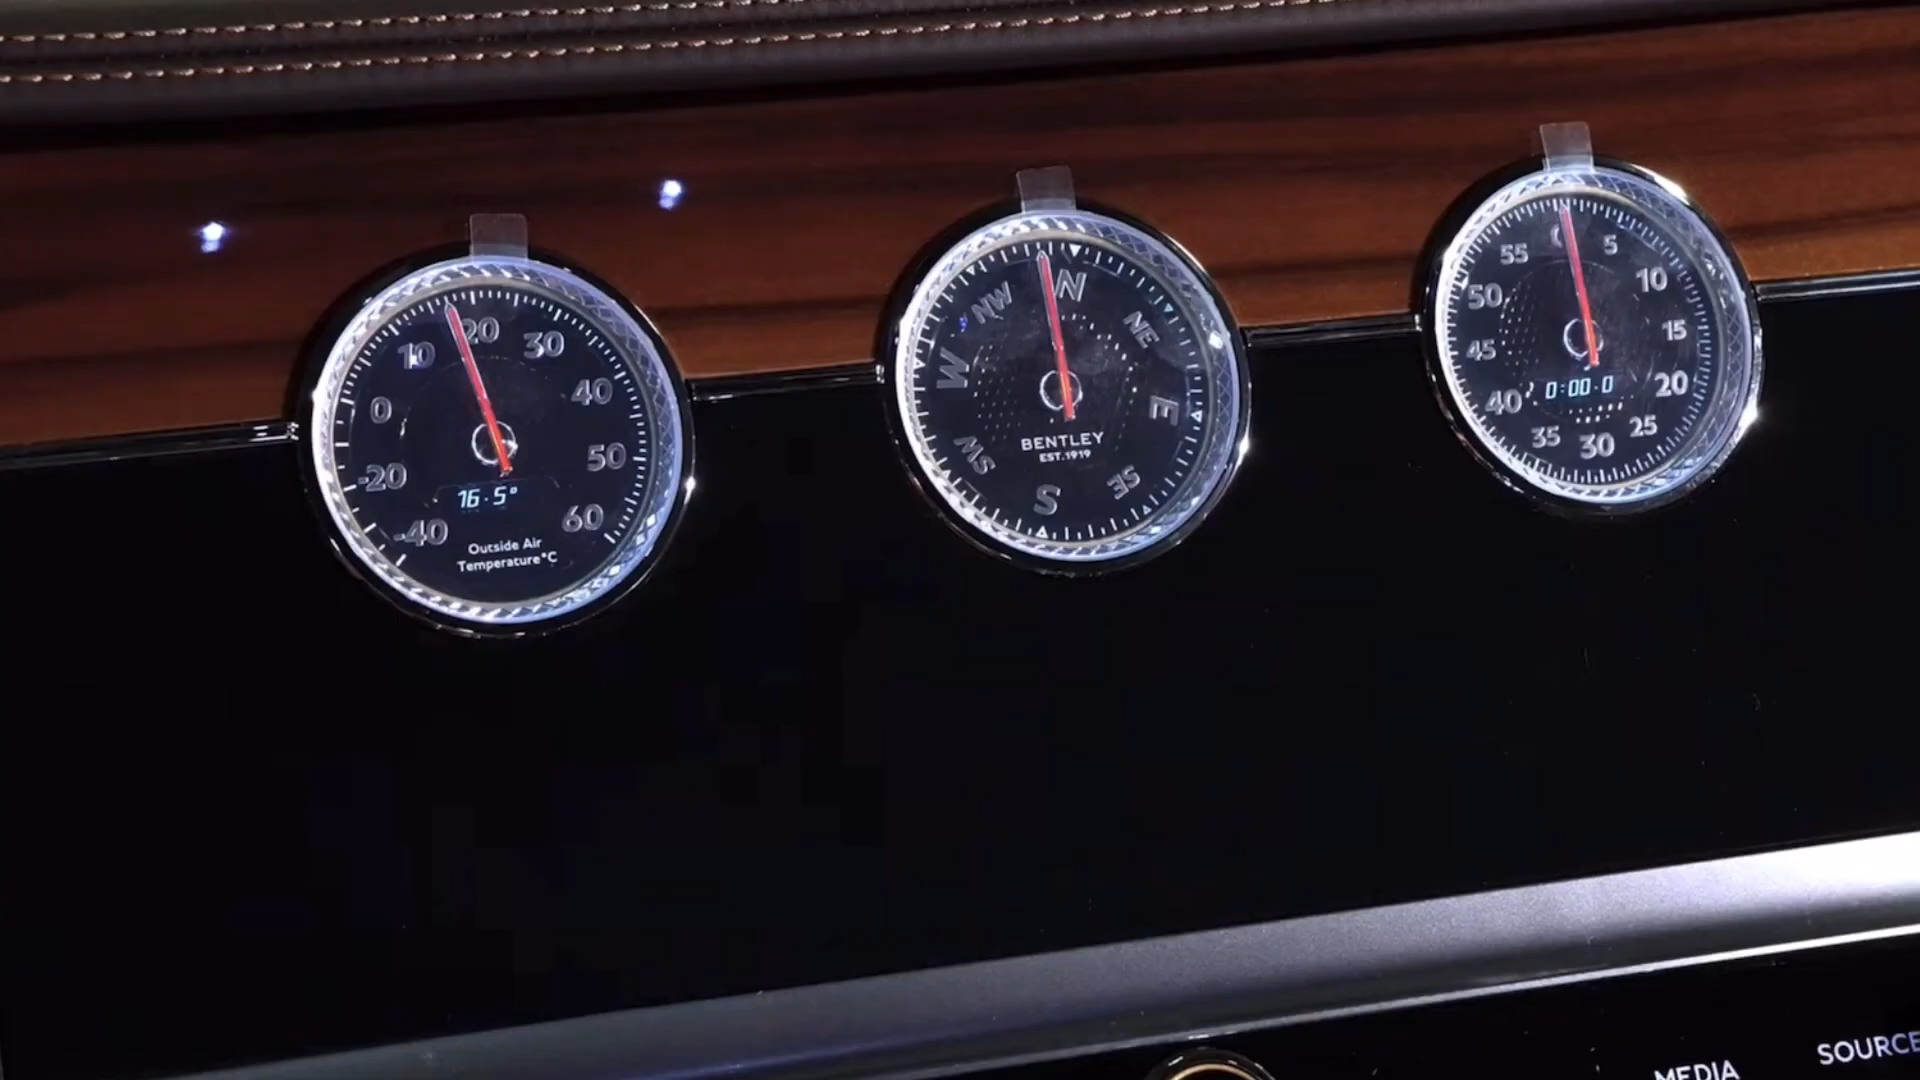 10 20 30
0 40
-20 50
-40 60
16.5°
Outside Air
Temperature°C
N
NW NE
W E
SW SE
S
BENTLEY
EST.1919
55 5
50 10
45 15
40 20
35 30 25
0:00.0
MEDIA
SOURCE